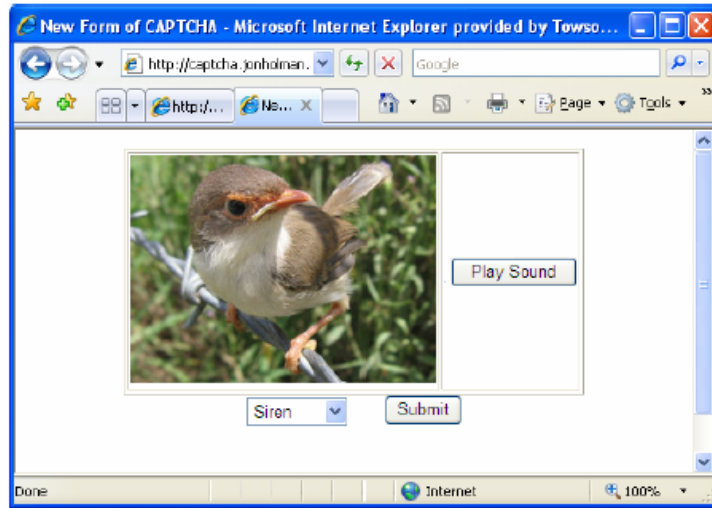 New Form of CAPTCHA - Microsoft Internet Explorer provided by Towso...
http://captcha.jonholman.
Google
http:/... Ne... X Page Tools »
Play Sound
Siren Submit
Done Internet 100%